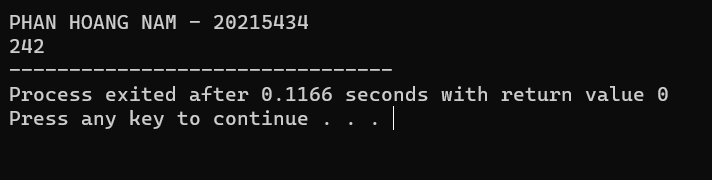 PHAN HOANG NAM - 20215434
242
--------------------------------
Process exited after 0.1166 seconds with return value 0
Press any key to continue . . .